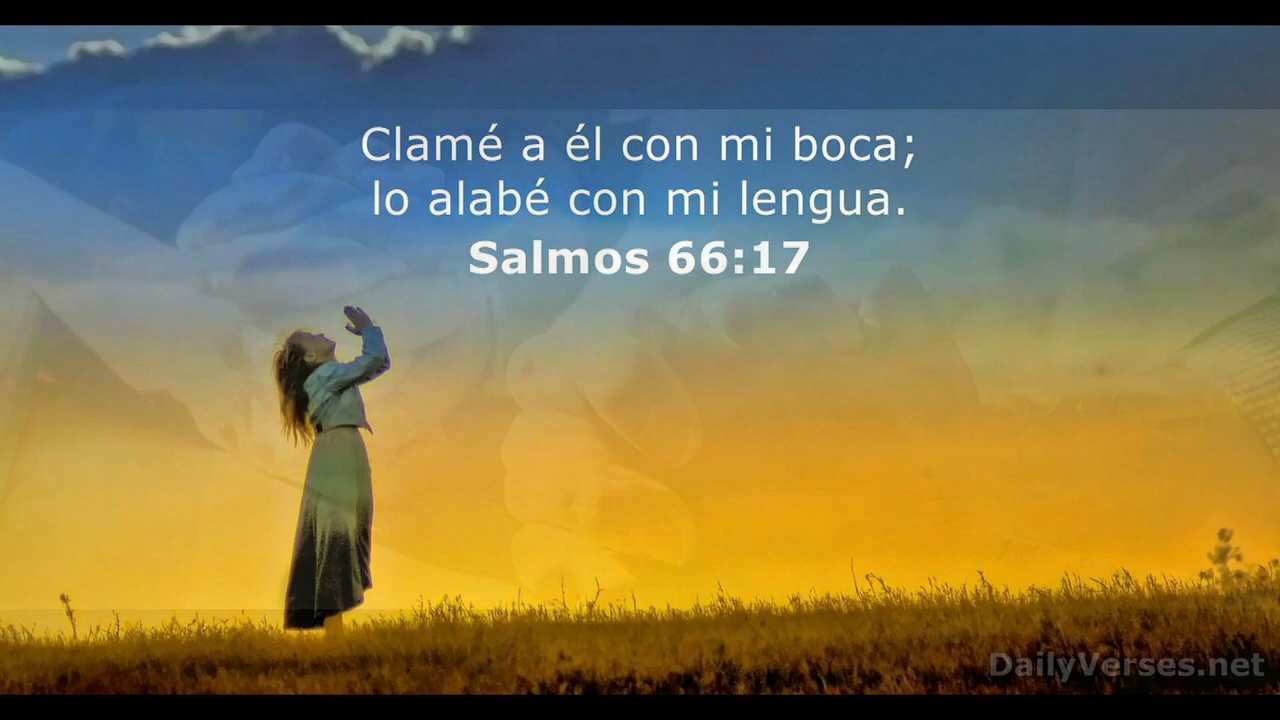 Clamé a él con mi boca;
lo alabé con mi lengua.
Salmos 66:17
DailyVerses.net